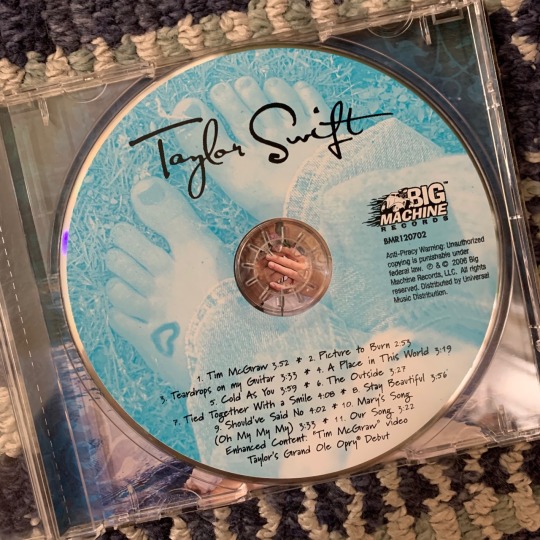 Taylor Swift
BIG
MACHINE
RECORDS
BMR120702
Anti-Piracy Warning: Unauthorized
copying is punishable under
federal law. ℗ & © 2006 Big
Machine Records, LLC. All rights
reserved. Distributed by Universal
Music Distribution.
1. Tim McGraw 3:52 * 2. Picture to Burn 2:53
3. Teardrops on my Guitar 3:33 * 4. A Place in This World 3:19
5. Cold As You 3:59 * 6. The Outside 3:27
7. Tied Together With a Smile 4:08 * 8. Stay Beautiful 3:56
9. Should've Said No 4:02 * 10. Mary's Song
(Oh My My My) 3:33 * 11. Our Song 3:22
Enhanced Content: "Tim McGraw" video
Taylor's Grand Ole Opry® Debut